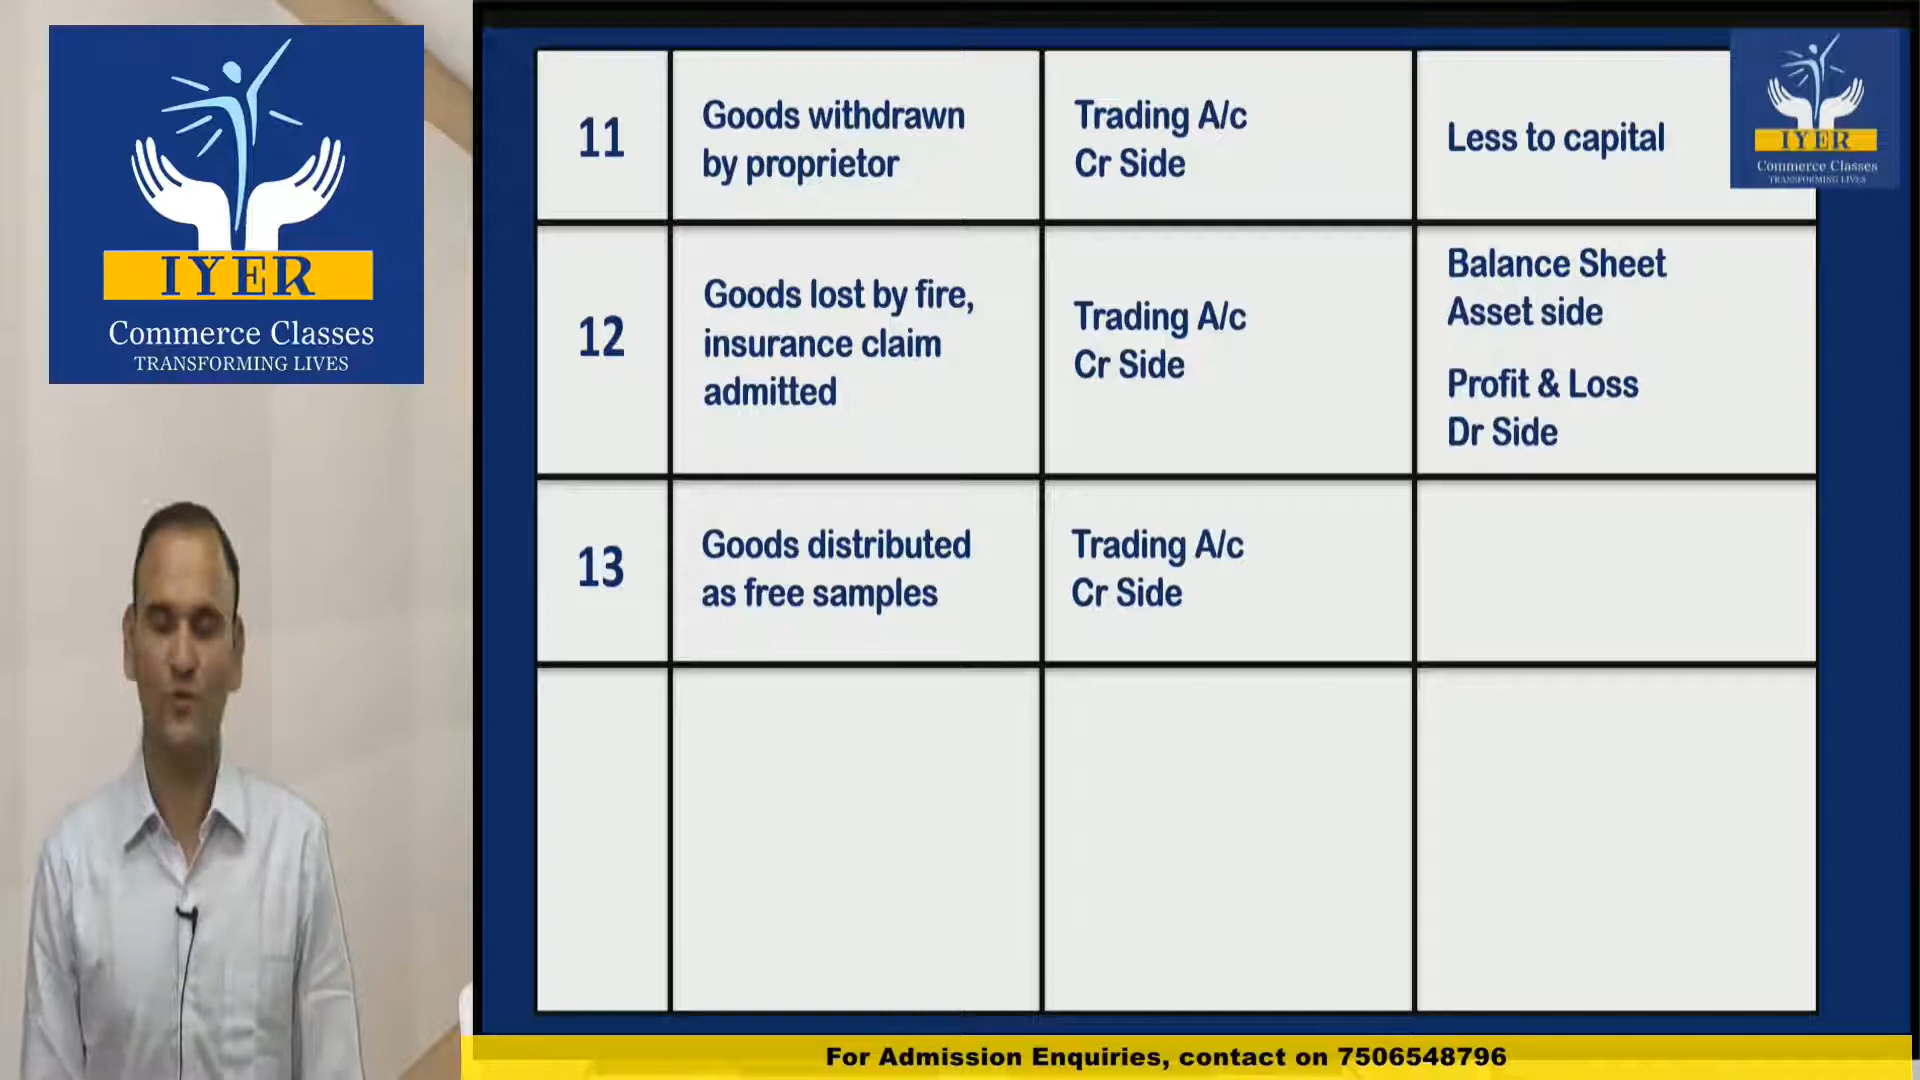 IYER
Commerce Classes
TRANSFORMING LIVES
11
Goods withdrawn
by proprietor
Trading A/c
Cr Side
Less to capital
IYER
Commerce Classes
TRANSFORMING LIVES
12
Goods lost by fire,
insurance claim
admitted
Trading A/c
Cr Side
Balance Sheet
Asset side
Profit & Loss
Dr Side
13
Goods distributed
as free samples
Trading A/c
Cr Side
For Admission Enquiries, contact on 7506548796